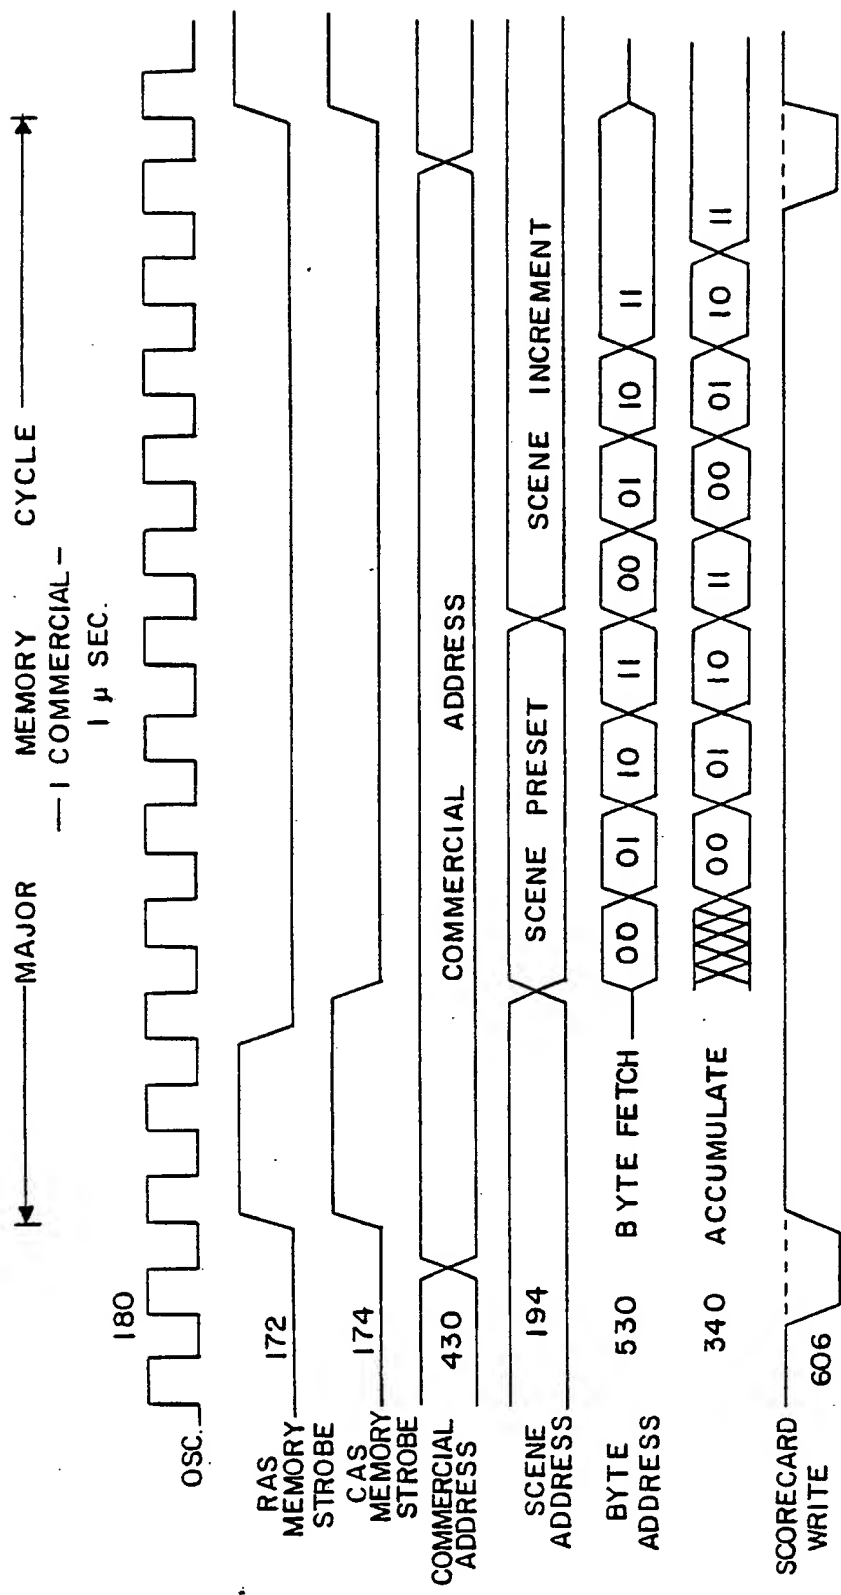 MAJOR MEMORY CYCLE
— 1 COMMERCIAL —
1 μ SEC.
180
OSC.
RAS
MEMORY
STROBE
172
CAS
MEMORY
STROBE
174
COMMERCIAL
ADDRESS
430
COMMERCIAL ADDRESS
SCENE
ADDRESS
194
SCENE PRESET
SCENE INCREMENT
BYTE
ADDRESS
530 BYTE FETCH 00 01 10 11 00 01 10 11
340 ACCUMULATE 00 01 10 11 00 01 10 11
SCORECARD
WRITE
606